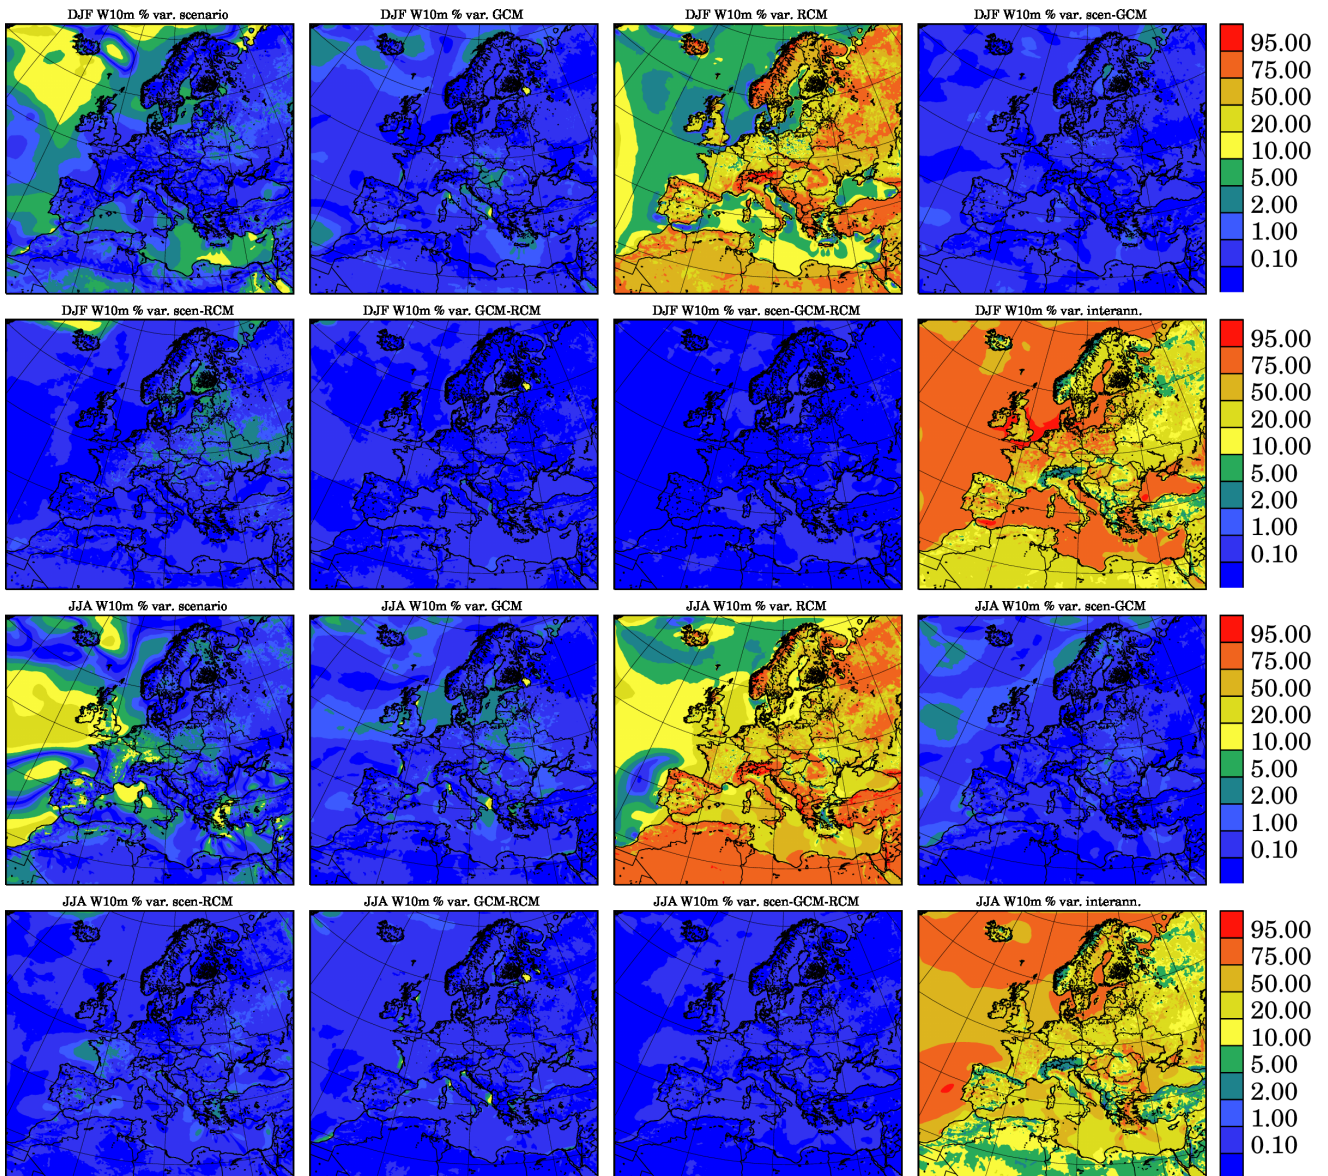 DJF W10m % var. scenario
DJF W10m % var. GCM
DJF W10m % var. RCM
DJF W10m % var. scen-GCM
95.00
75.00
50.00
20.00
10.00
5.00
2.00
1.00
0.10
DJF W10m % var. scen-RCM
DJF W10m % var. GCM-RCM
DJF W10m % var. scen-GCM-RCM
DJF W10m % var. interann.
95.00
75.00
50.00
20.00
10.00
5.00
2.00
1.00
0.10
JJA W10m % var. scenario
JJA W10m % var. GCM
JJA W10m % var. RCM
JJA W10m % var. scen-GCM
95.00
75.00
50.00
20.00
10.00
5.00
2.00
1.00
0.10
JJA W10m % var. scen-RCM
JJA W10m % var. GCM-RCM
JJA W10m % var. scen-GCM-RCM
JJA W10m % var. interann.
95.00
75.00
50.00
20.00
10.00
5.00
2.00
1.00
0.10